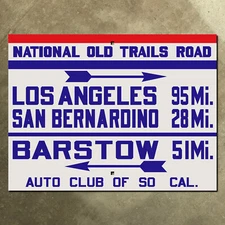 NATIONAL OLD TRAILS ROAD
LOS ANGELES 95Mi.
SAN BERNARDINO 28Mi.
BARSTOW 51Mi.
AUTO CLUB OF SO CAL.